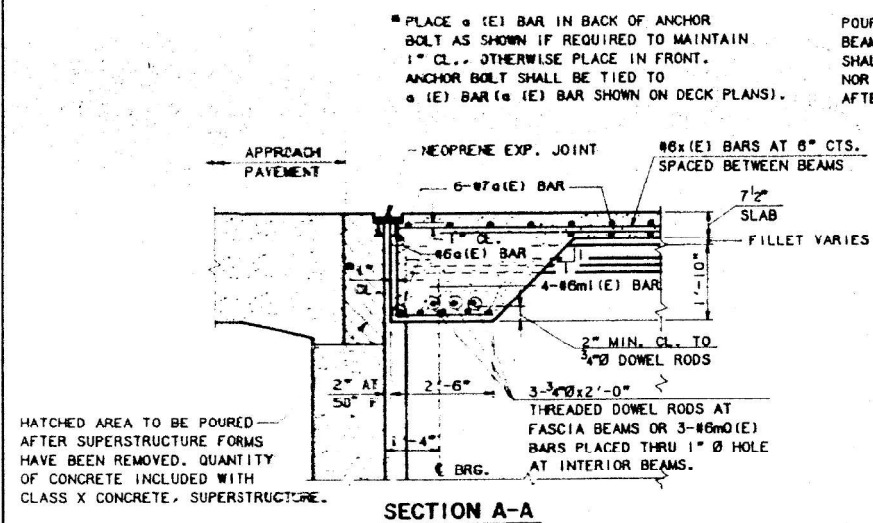 * PLACE a (E) BAR IN BACK OF ANCHOR
BOLT AS SHOWN IF REQUIRED TO MAINTAIN
1" CL., OTHERWISE PLACE IN FRONT.
ANCHOR BOLT SHALL BE TIED TO
a (E) BAR (a (E) BAR SHOWN ON DECK PLANS).
POUR
BEAM
SHAL
NOR
AFTE
APPROACH
PAVEMENT
NEOPRENE EXP. JOINT
#6x(E) BARS AT 6" CTS.
SPACED BETWEEN BEAMS
6-#7a(E) BAR
7 1/2"
SLAB
1" CL.
FILLET VARIES
#6a(E) BAR
1
1
* 1"
CL.
4-#6m1(E) BAR
1'-10"
2" MIN. CL. TO
3/4"Ø DOWEL RODS
2" AT
50° F
2'-6"
3-3/4"Øx2'-0"
THREADED DOWEL RODS AT
FASCIA BEAMS OR 3-#6m0(E)
BARS PLACED THRU 1" Ø HOLE
AT INTERIOR BEAMS.
HATCHED AREA TO BE POURED
AFTER SUPERSTRUCTURE FORMS
HAVE BEEN REMOVED. QUANTITY
OF CONCRETE INCLUDED WITH
CLASS X CONCRETE, SUPERSTRUCTURE.
1'-4"
℄ BRG.
SECTION A-A